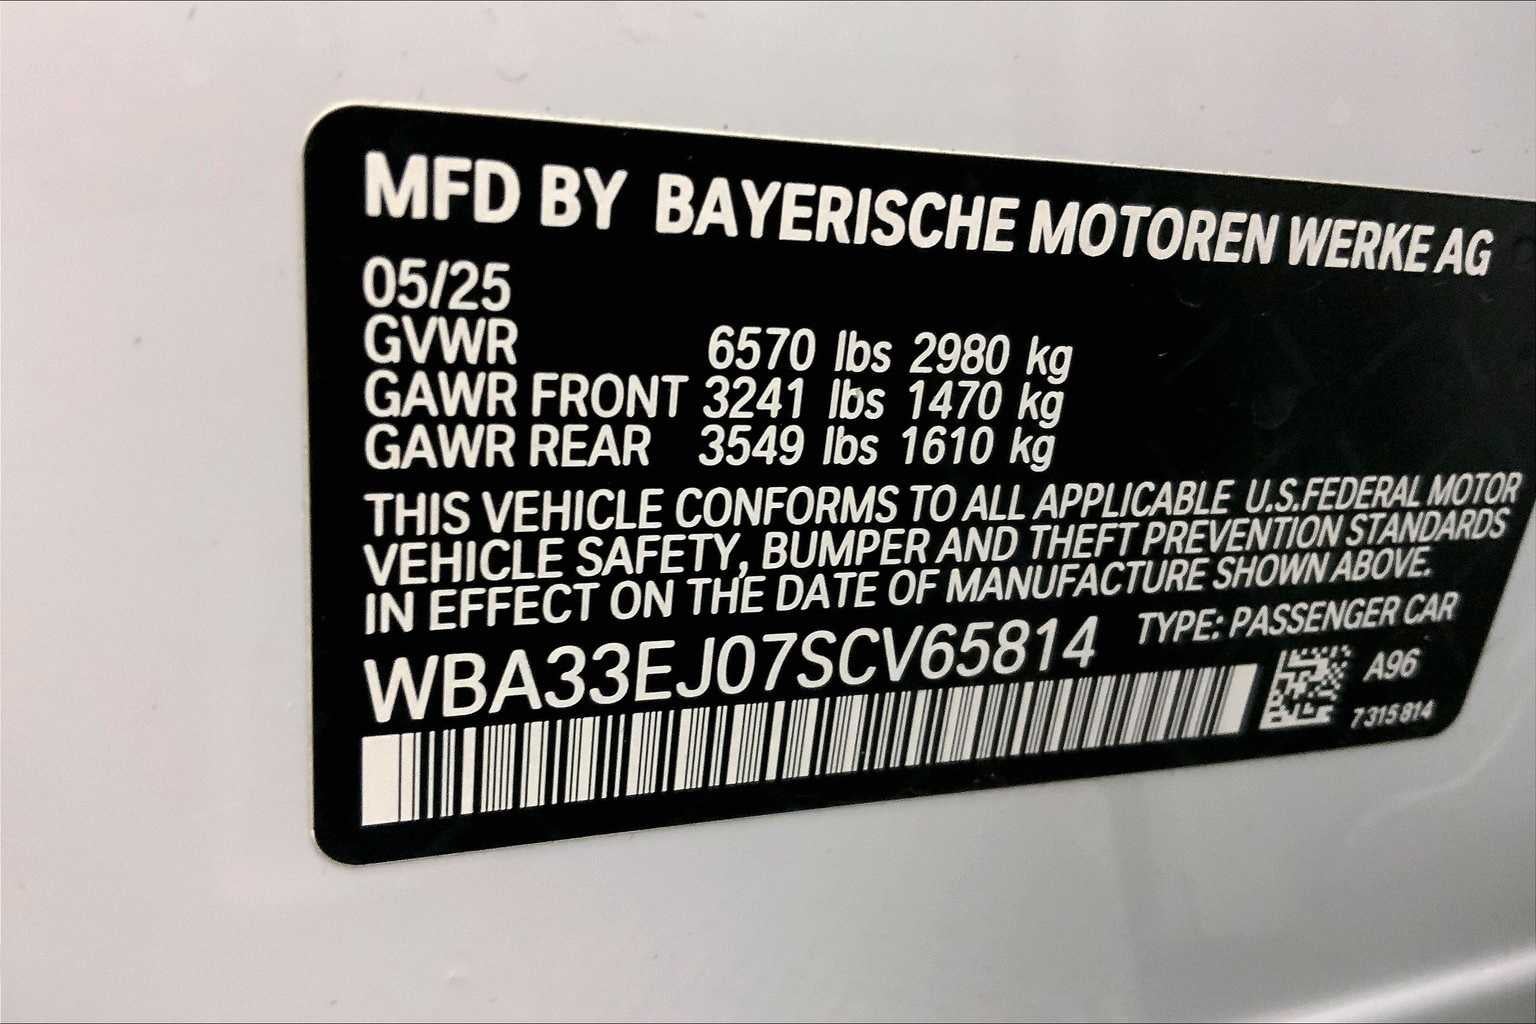 MFD BY BAYERISCHE MOTOREN WERKE AG
05/25
GVWR 6570 lbs 2980 kg
GAWR FRONT 3241 lbs 1470 kg
GAWR REAR 3549 lbs 1610 kg
THIS VEHICLE CONFORMS TO ALL APPLICABLE U.S.FEDERAL MOTOR
VEHICLE SAFETY, BUMPER AND THEFT PREVENTION STANDARDS
IN EFFECT ON THE DATE OF MANUFACTURE SHOWN ABOVE.
WBA33EJ07SCV65814 TYPE: PASSENGER CAR
A96
7315814